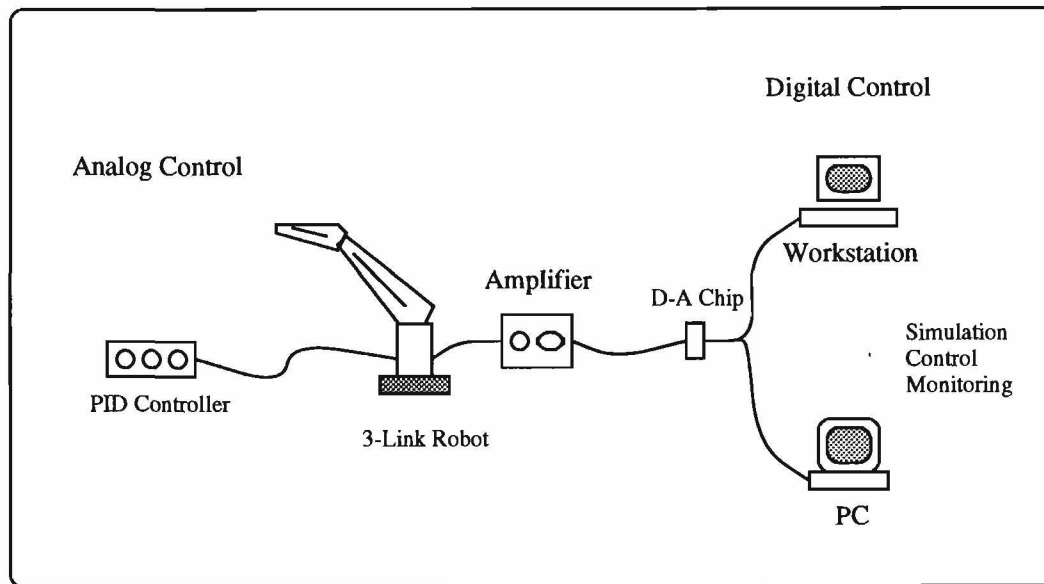 Digital Control
Analog Control
Workstation
Amplifier
D-A Chip
Simulation
Control
Monitoring
PID Controller
3-Link Robot
PC